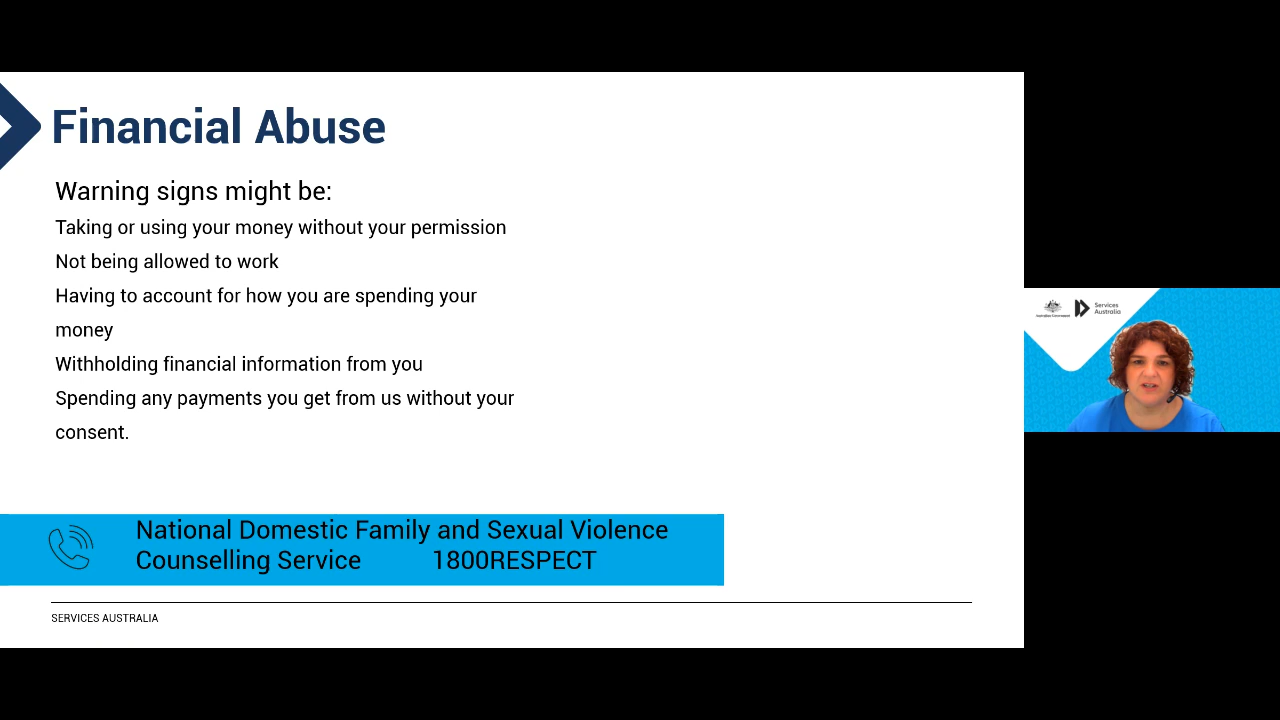 Financial Abuse
Warning signs might be:
Taking or using your money without your permission
Not being allowed to work
Having to account for how you are spending your
money
Withholding financial information from you
Spending any payments you get from us without your
consent.
National Domestic Family and Sexual Violence
Counselling Service 1800RESPECT
SERVICES AUSTRALIA
Australian Government
Services
Australia